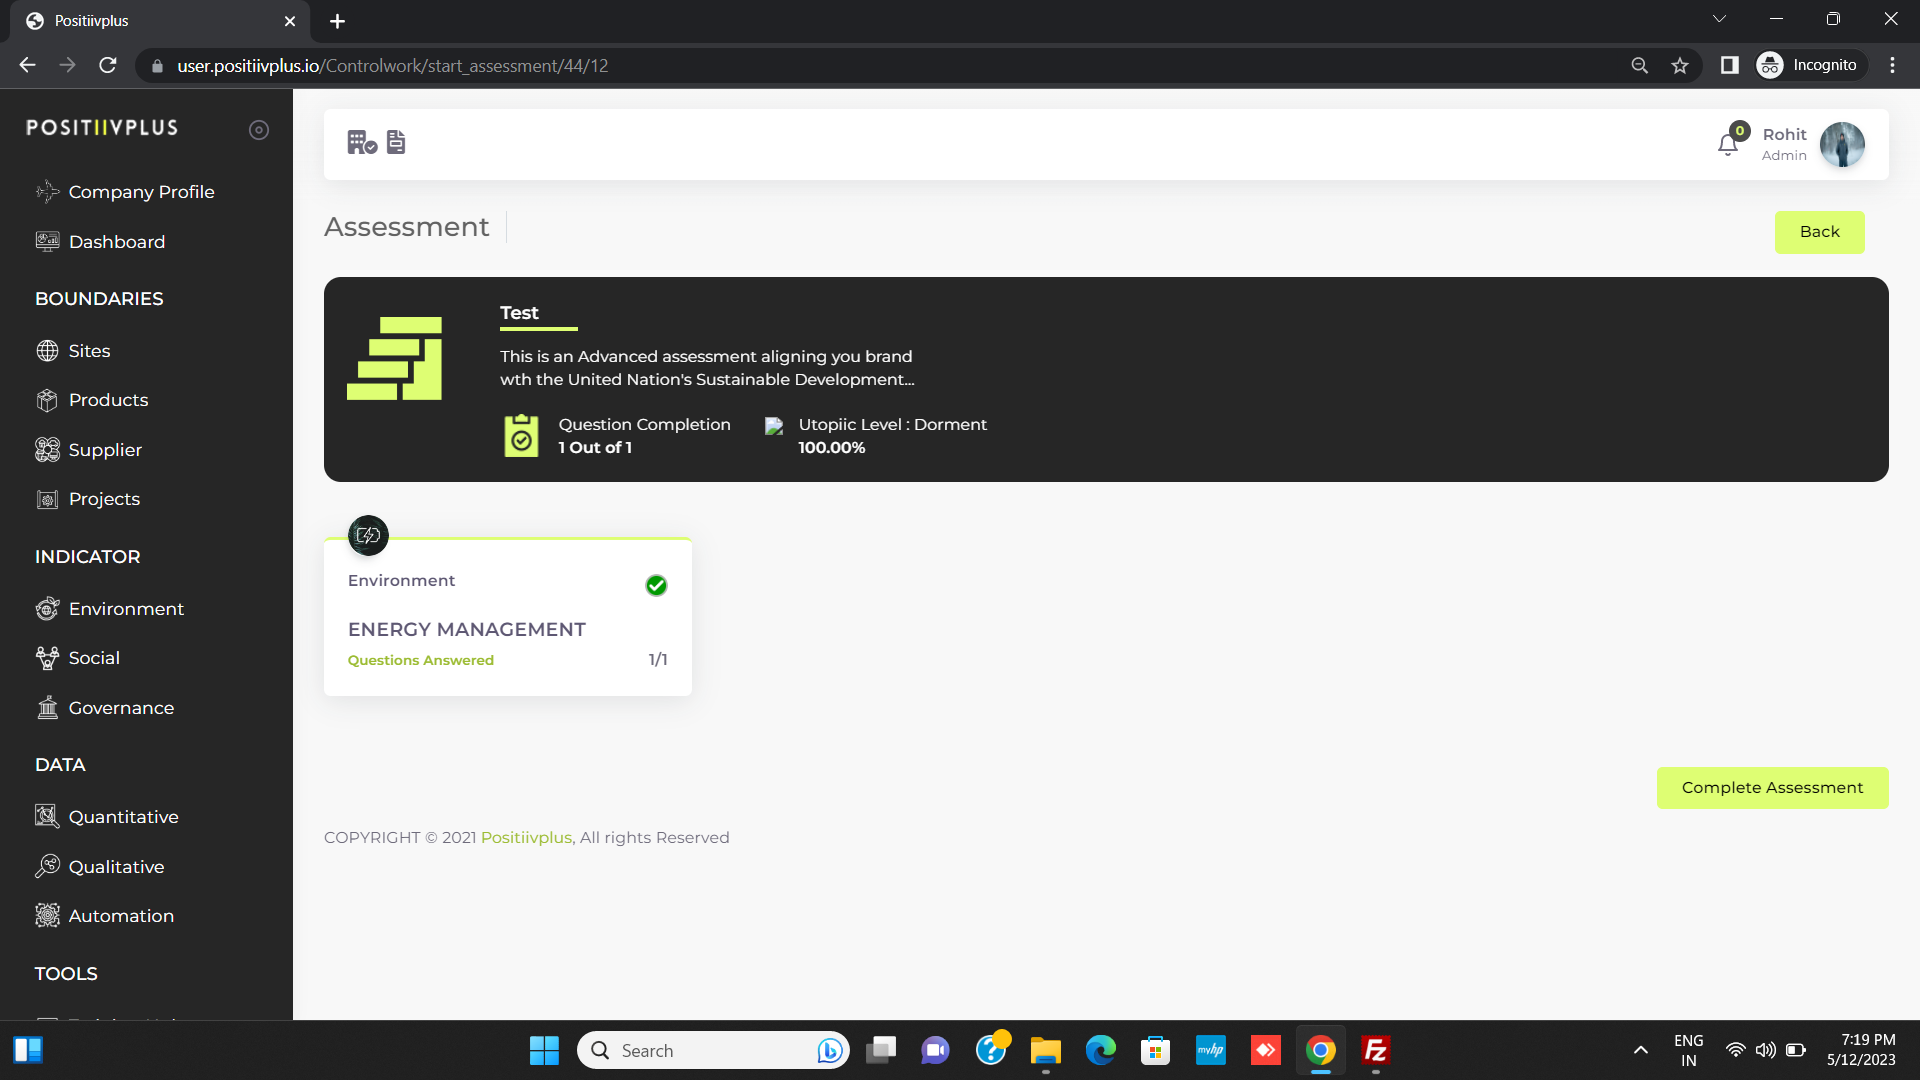 Positiivplus
user.positiivplus.io/Controlwork/start_assessment/44/12
Incognito
POSITIIVPLUS
Company Profile
Dashboard
BOUNDARIES
Sites
Products
Supplier
Projects
INDICATOR
Environment
Social
Governance
DATA
Quantitative
Qualitative
Automation
TOOLS
0
Rohit
Admin
Assessment
Back
Test
This is an Advanced assessment aligning you brand
wth the United Nation's Sustainable Development...
Question Completion
1 Out of 1
Utopiic Level : Dorment
100.00%
Environment
ENERGY MANAGEMENT
Questions Answered 1/1
Complete Assessment
COPYRIGHT © 2021 Positiivplus, All rights Reserved
Search
myhp
ENG
IN
7:19 PM
5/12/2023